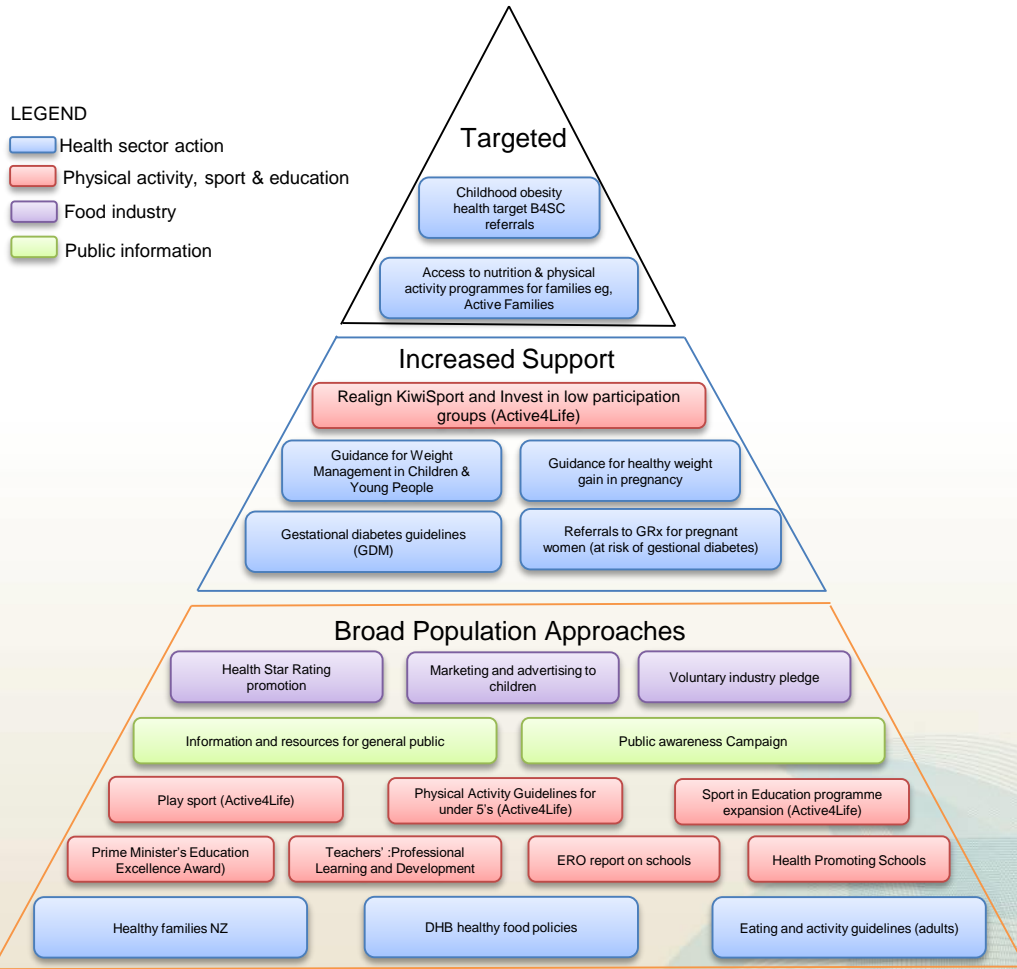 LEGEND
Health sector action
Physical activity, sport & education
Food industry
Public information
Targeted
Childhood obesity
health target B4SC
referrals
Access to nutrition & physical
activity programmes for families eg,
Active Families
Increased Support
Realign KiwiSport and Invest in low participation
groups (Active4Life)
Guidance for Weight
Management in Children &
Young People
Guidance for healthy weight
gain in pregnancy
Gestational diabetes guidelines
(GDM)
Referrals to GRx for pregnant
women (at risk of gestional diabetes)
Broad Population Approaches
Health Star Rating
promotion
Marketing and advertising to
children
Voluntary industry pledge
Information and resources for general public
Public awareness Campaign
Play sport (Active4Life)
Physical Activity Guidelines for
under 5's (Active4Life)
Sport in Education programme
expansion (Active4Life)
Prime Minister's Education
Excellence Award)
Teachers' :Professional
Learning and Development
ERO report on schools
Health Promoting Schools
Healthy families NZ
DHB healthy food policies
Eating and activity guidelines (adults)